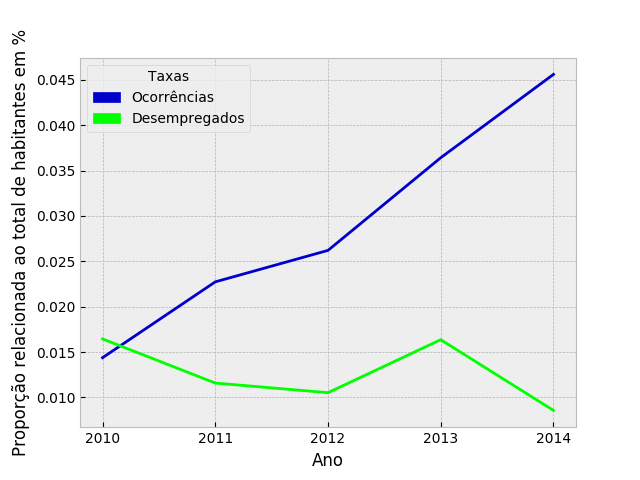 Proporção relacionada ao total de habitantes em %
Taxas
Ocorrências
Desempregados
0.045
0.040
0.035
0.030
0.025
0.020
0.015
0.010
2010 2011 2012 2013 2014
Ano